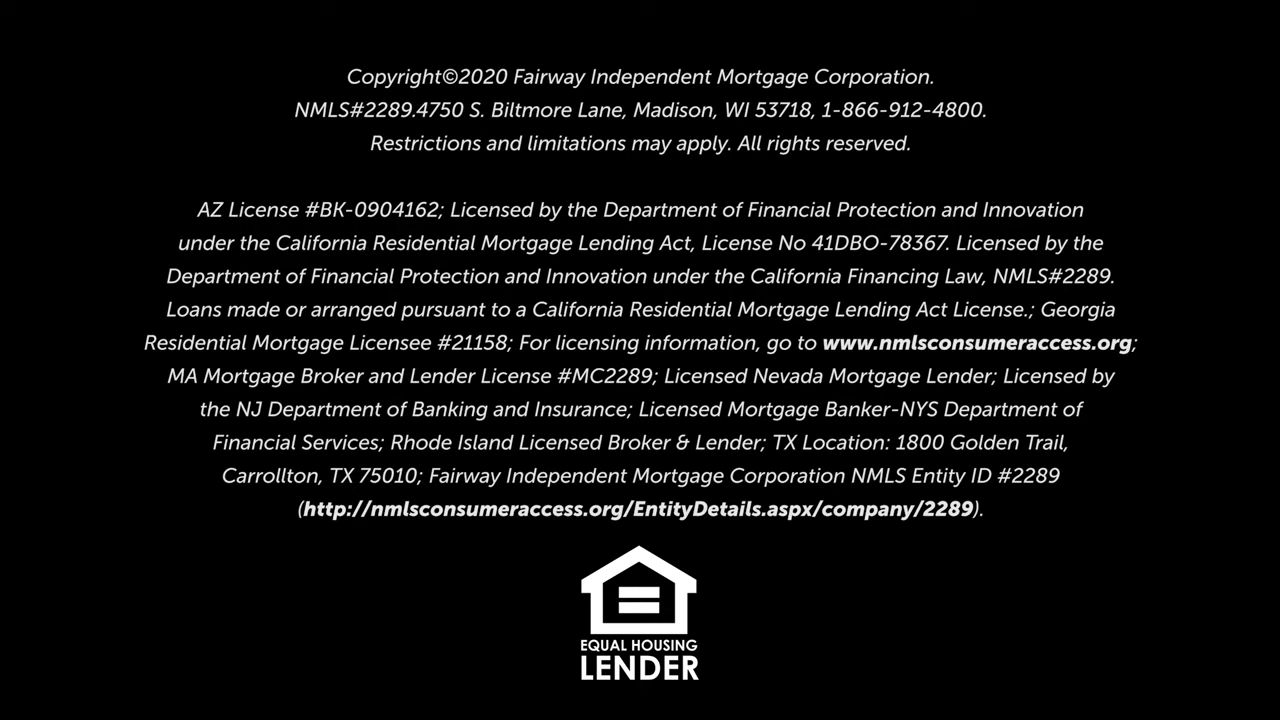 Copyright©2020 Fairway Independent Mortgage Corporation.
NMLS#2289.4750 S. Biltmore Lane, Madison, WI 53718, 1-866-912-4800.
Restrictions and limitations may apply. All rights reserved.
AZ License #BK-0904162; Licensed by the Department of Financial Protection and Innovation
under the California Residential Mortgage Lending Act, License No 41DBO-78367. Licensed by the
Department of Financial Protection and Innovation under the California Financing Law, NMLS#2289.
Loans made or arranged pursuant to a California Residential Mortgage Lending Act License.; Georgia
Residential Mortgage Licensee #21158; For licensing information, go to www.nmlsconsumeraccess.org;
MA Mortgage Broker and Lender License #MC2289; Licensed Nevada Mortgage Lender; Licensed by
the NJ Department of Banking and Insurance; Licensed Mortgage Banker-NYS Department of
Financial Services; Rhode Island Licensed Broker & Lender; TX Location: 1800 Golden Trail,
Carrollton, TX 75010; Fairway Independent Mortgage Corporation NMLS Entity ID #2289
(http://nmlsconsumeraccess.org/EntityDetails.aspx/company/2289).
EQUAL HOUSING
LENDER